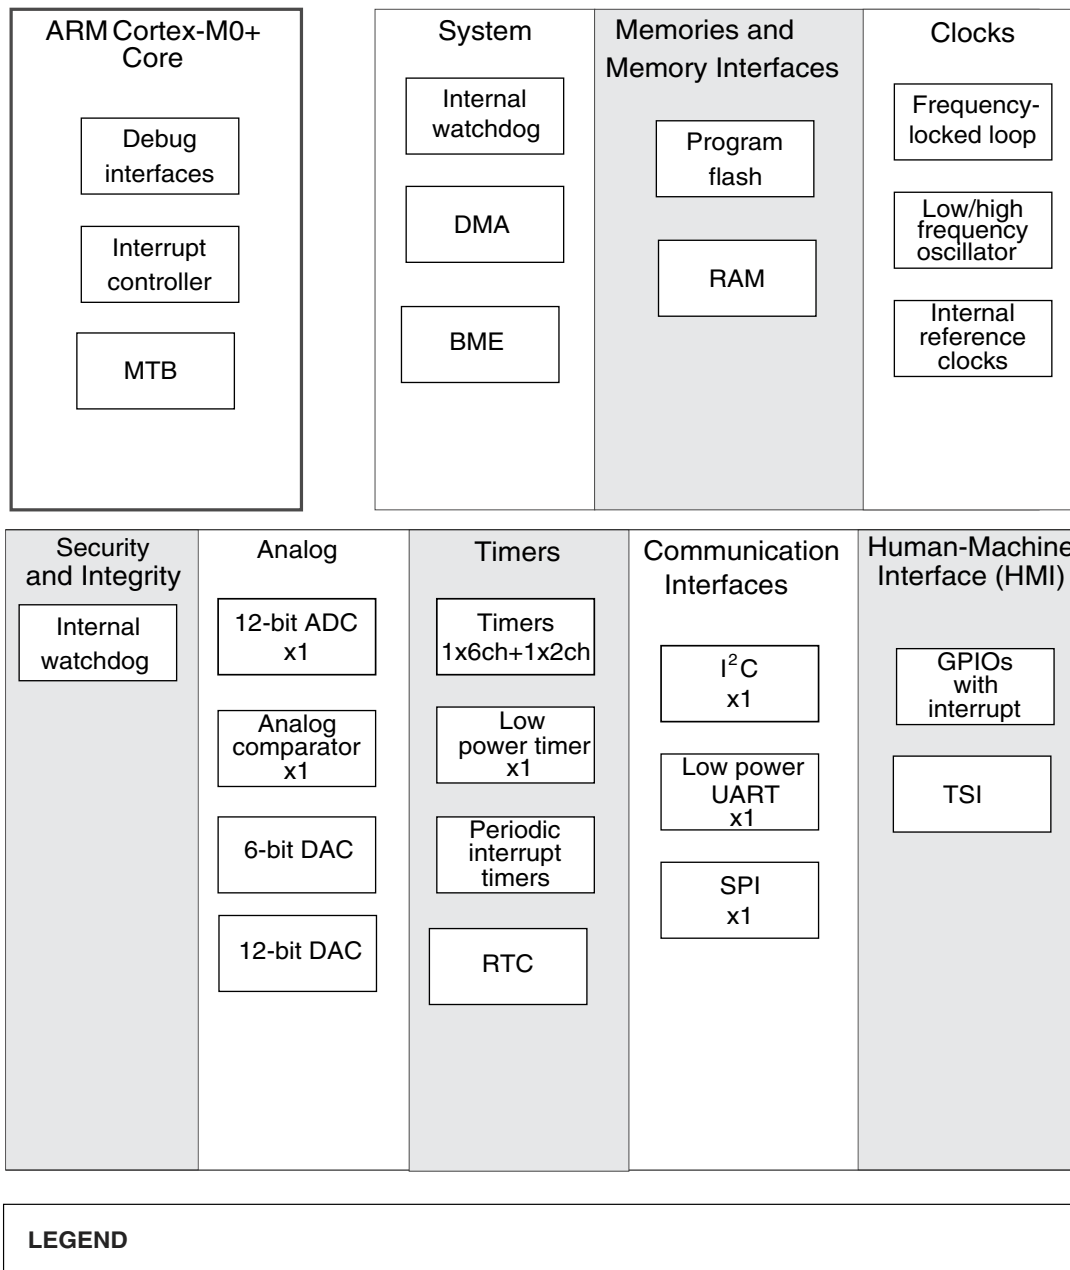 ARM Cortex-M0+
Core
Debug
interfaces
Interrupt
controller
MTB
System
Internal
watchdog
DMA
BME
Memories and
Memory Interfaces
Program
flash
RAM
Clocks
Frequency-
locked loop
Low/high
frequency
oscillator
Internal
reference
clocks
Security
and Integrity
Internal
watchdog
Analog
12-bit ADC
x1
Analog
comparator
x1
6-bit DAC
12-bit DAC
Timers
Timers
1x6ch+1x2ch
Low
power timer
x1
Periodic
interrupt
timers
RTC
Communication
Interfaces
I²C
x1
Low power
UART
x1
SPI
x1
Human-Machine
Interface (HMI)
GPIOs
with
interrupt
TSI
LEGEND